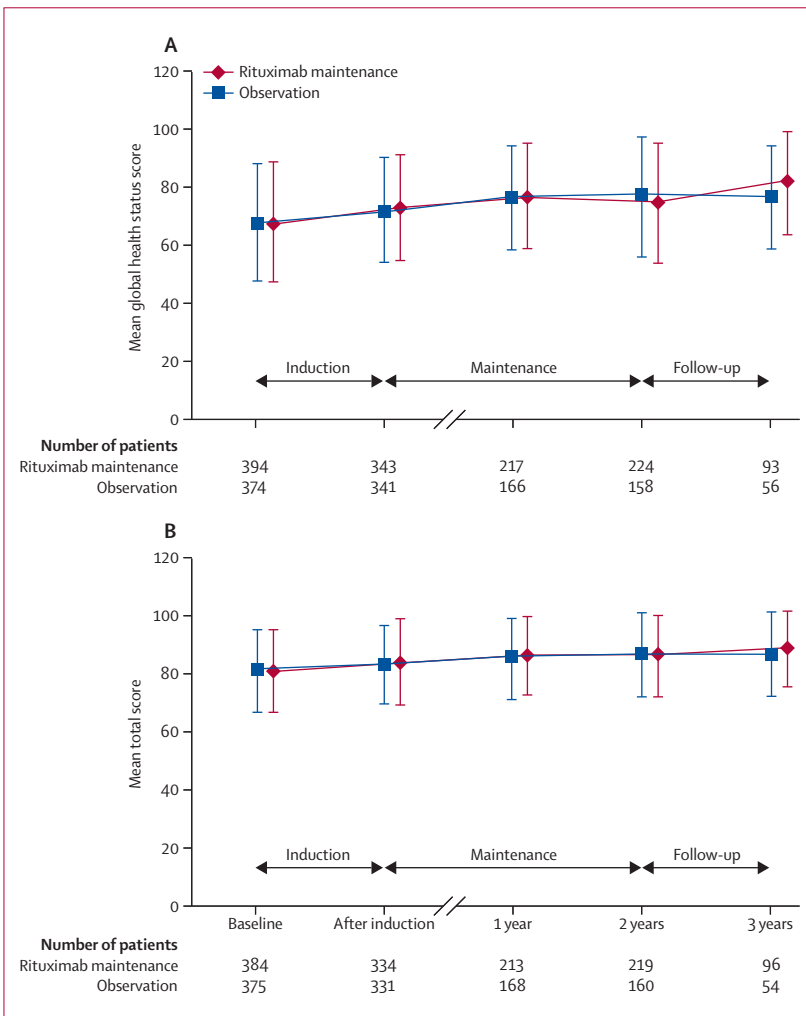 A
120
100
80
60
40
20
0
Mean global health status score
Rituximab maintenance
Observation
Induction
Maintenance
Follow-up
Number of patients
Rituximab maintenance 394 343 217 224 93
Observation 374 341 166 158 56
B
120
100
80
60
40
20
0
Mean total score
Induction
Maintenance
Follow-up
Baseline After induction 1 year 2 years 3 years
Number of patients
Rituximab maintenance 384 334 213 219 96
Observation 375 331 168 160 54